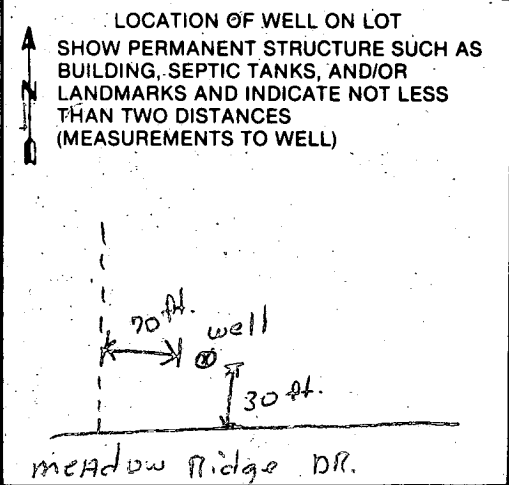 LOCATION OF WELL ON LOT
SHOW PERMANENT STRUCTURE SUCH AS
BUILDING, SEPTIC TANKS, AND/OR
N LANDMARKS AND INDICATE NOT LESS
THAN TWO DISTANCES
(MEASUREMENTS TO WELL)
70 ft.
well
30 ft.
Meadow Ridge DR.